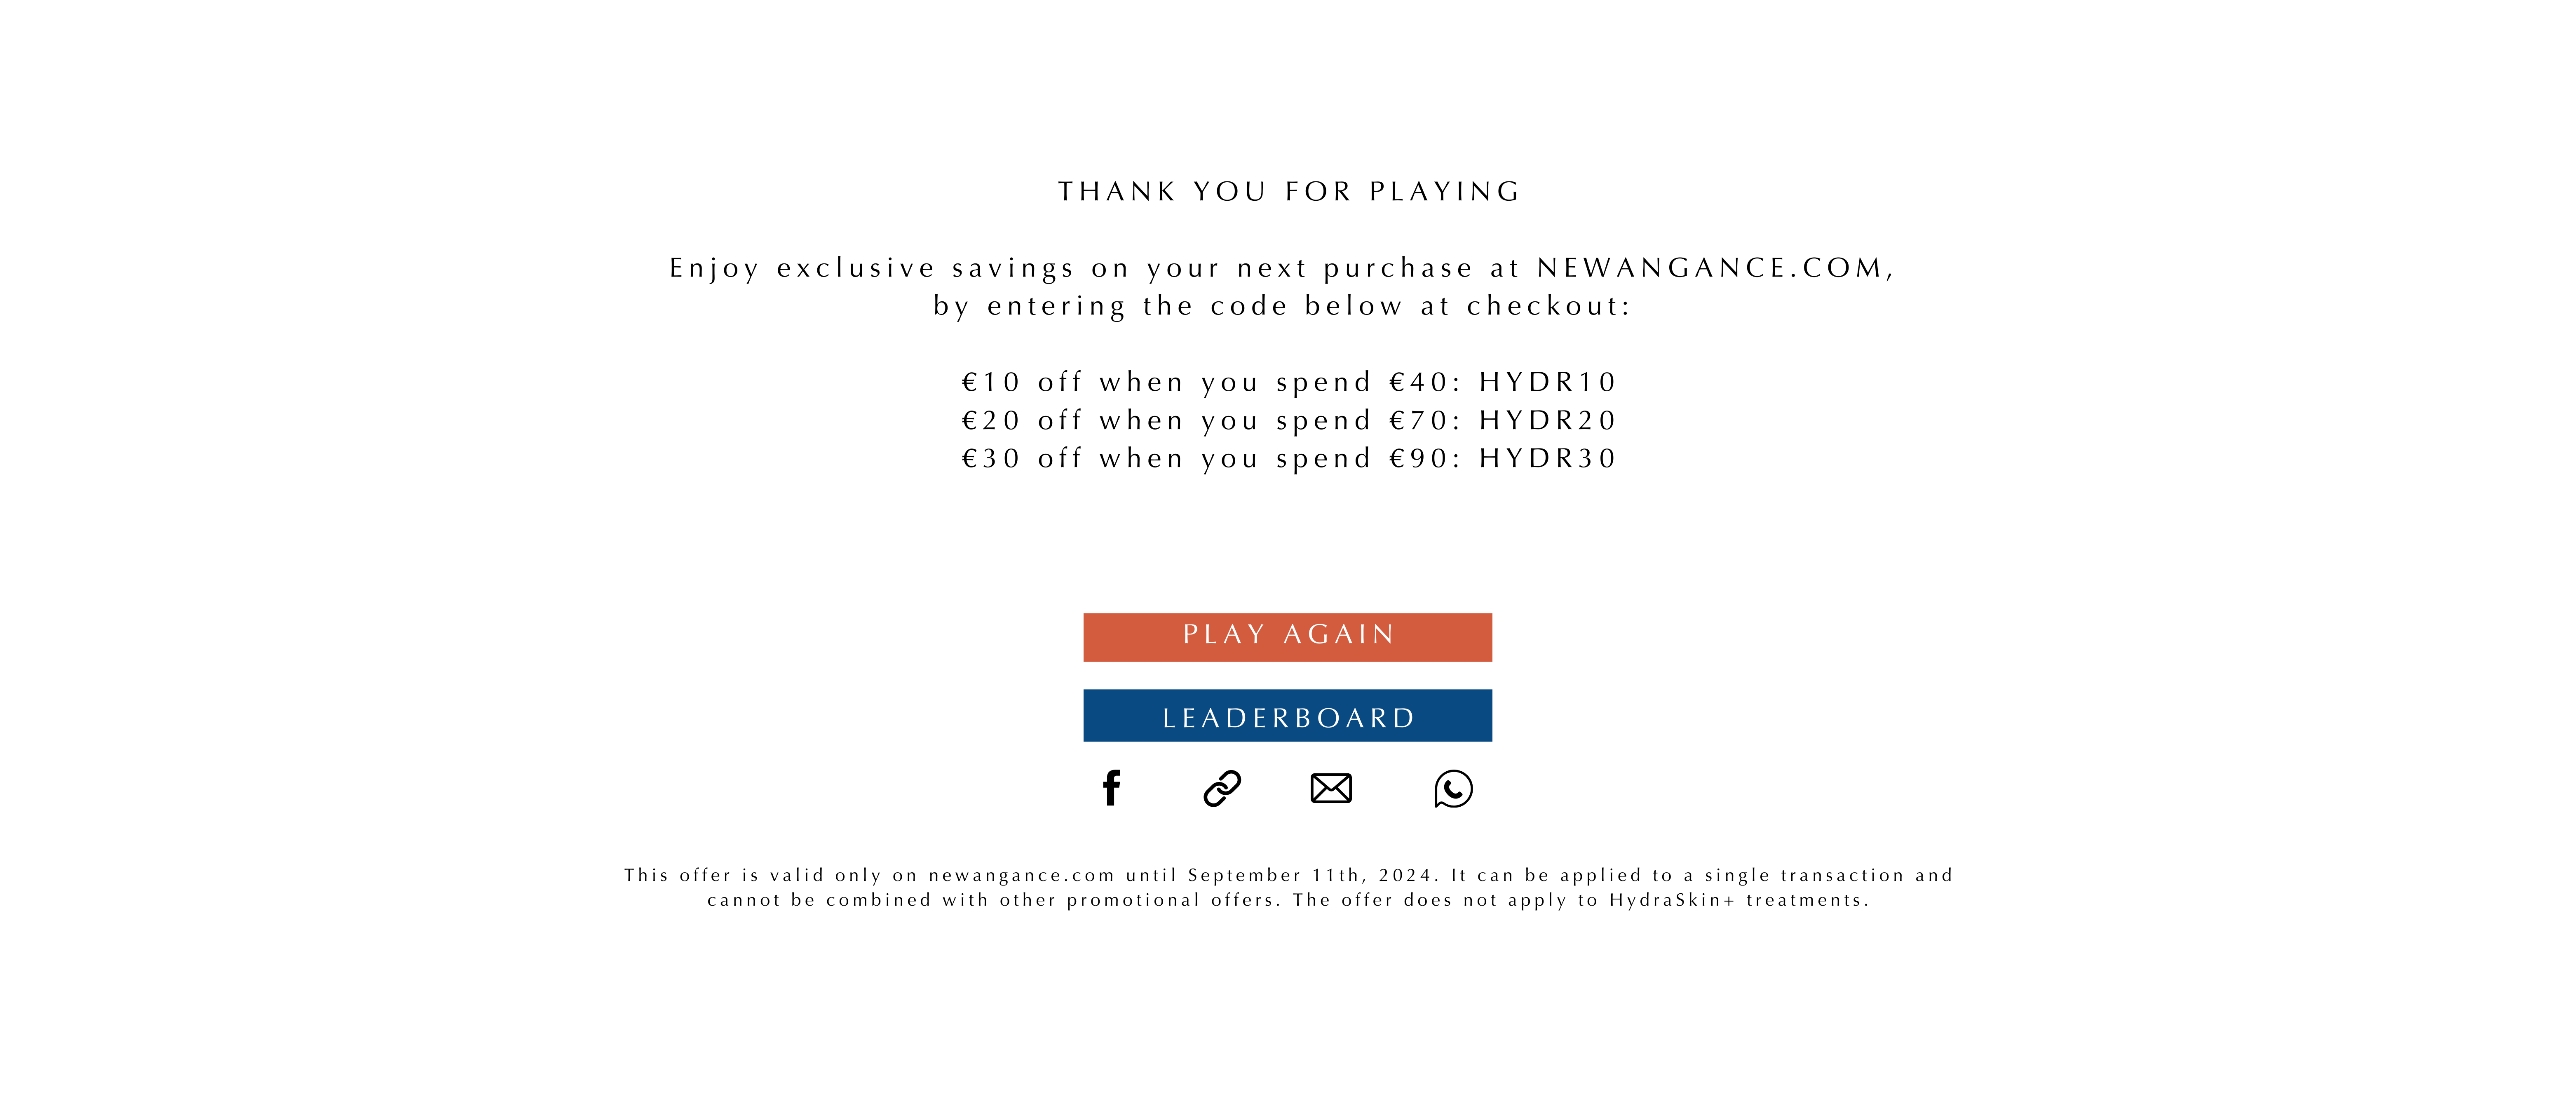 THANK YOU FOR PLAYING
Enjoy exclusive savings on your next purchase at NEWANGANCE.COM,
by entering the code below at checkout:
€10 off when you spend €40: HYDR10
€20 off when you spend €70: HYDR20
€30 off when you spend €90: HYDR30
PLAY AGAIN
LEADERBOARD
This offer is valid only on newangance.com until September 11th, 2024. It can be applied to a single transaction and
cannot be combined with other promotional offers. The offer does not apply to HydraSkin+ treatments.